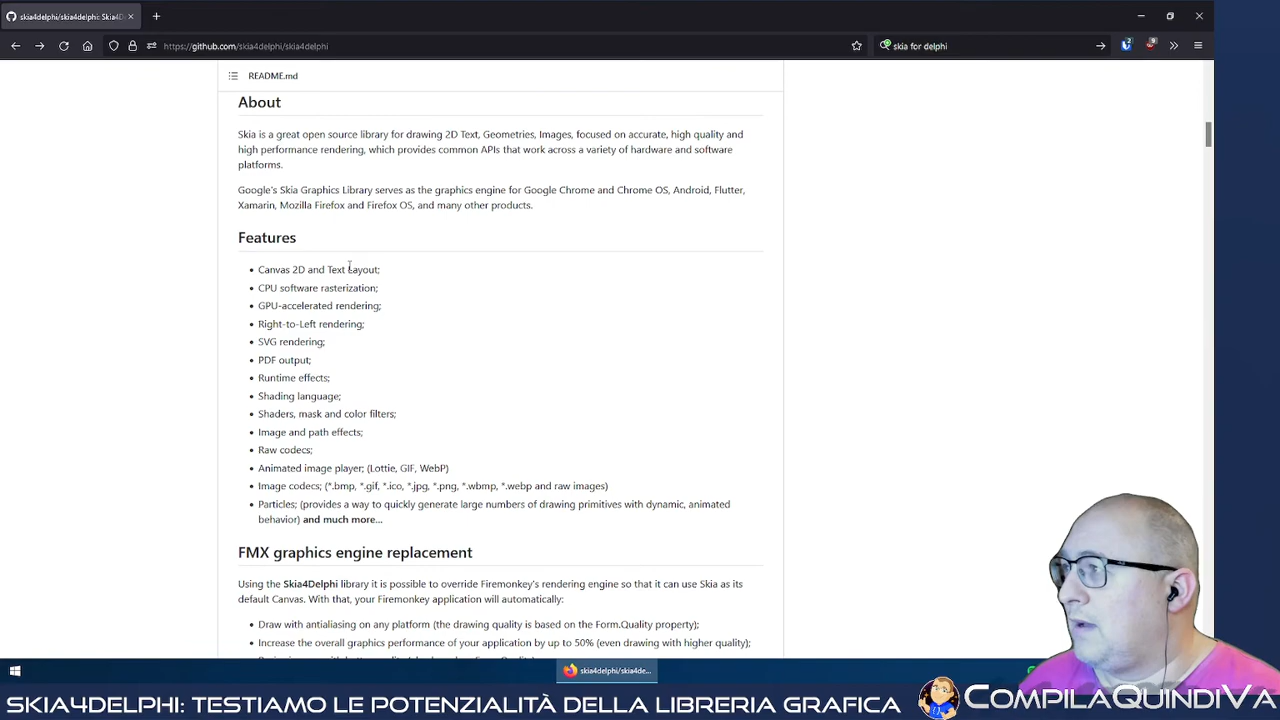 skia4delphi/skia4delphi: Skia4D
https://github.com/skia4delphi/skia4delphi
skia for delphi
2
9
README.md
About
Skia is a great open source library for drawing 2D Text, Geometries, Images, focused on accurate, high quality and
high performance rendering, which provides common APIs that work across a variety of hardware and software
platforms.
Google's Skia Graphics Library serves as the graphics engine for Google Chrome and Chrome OS, Android, Flutter,
Xamarin, Mozilla Firefox and Firefox OS, and many other products.
Features
• Canvas 2D and Text Layout;
• CPU software rasterization;
• GPU-accelerated rendering;
• Right-to-Left rendering;
• SVG rendering;
• PDF output;
• Runtime effects;
• Shading language;
• Shaders, mask and color filters;
• Image and path effects;
• Raw codecs;
• Animated image player; (Lottie, GIF, WebP)
• Image codecs; (*.bmp, *.gif, *.ico, *.jpg, *.png, *.wbmp, *.webp and raw images)
• Particles; (provides a way to quickly generate large numbers of drawing primitives with dynamic, animated
behavior) and much more...
FMX graphics engine replacement
Using the Skia4Delphi library it is possible to override Firemonkey's rendering engine so that it can use Skia as its
default Canvas. With that, your Firemonkey application will automatically:
• Draw with antialiasing on any platform (the drawing quality is based on the Form.Quality property);
• Increase the overall graphics performance of your application by up to 50% (even drawing with higher quality);
skia4delphi/skia4de...
SKIA4DELPHI: TESTIAMO LE POTENZIALITÀ DELLA LIBRERIA GRAFICA
COMPILAQUINDIVA